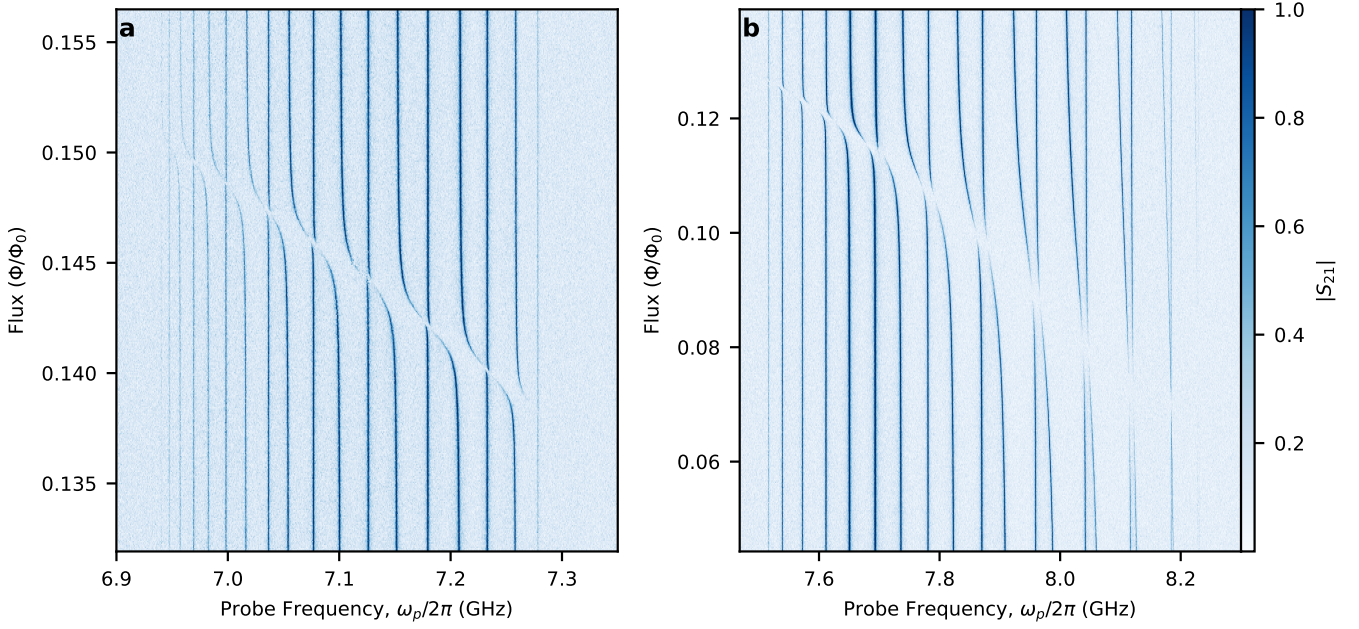 a
0.155
0.150
0.145
0.140
0.135
Flux (Φ/Φ₀)
6.9 7.0 7.1 7.2 7.3
Probe Frequency, ωₚ/2π (GHz)
b
0.12
0.10
0.08
0.06
Flux (Φ/Φ₀)
7.6 7.8 8.0 8.2
Probe Frequency, ωₚ/2π (GHz)
1.0
0.8
0.6
0.4
0.2
|S₂₁|